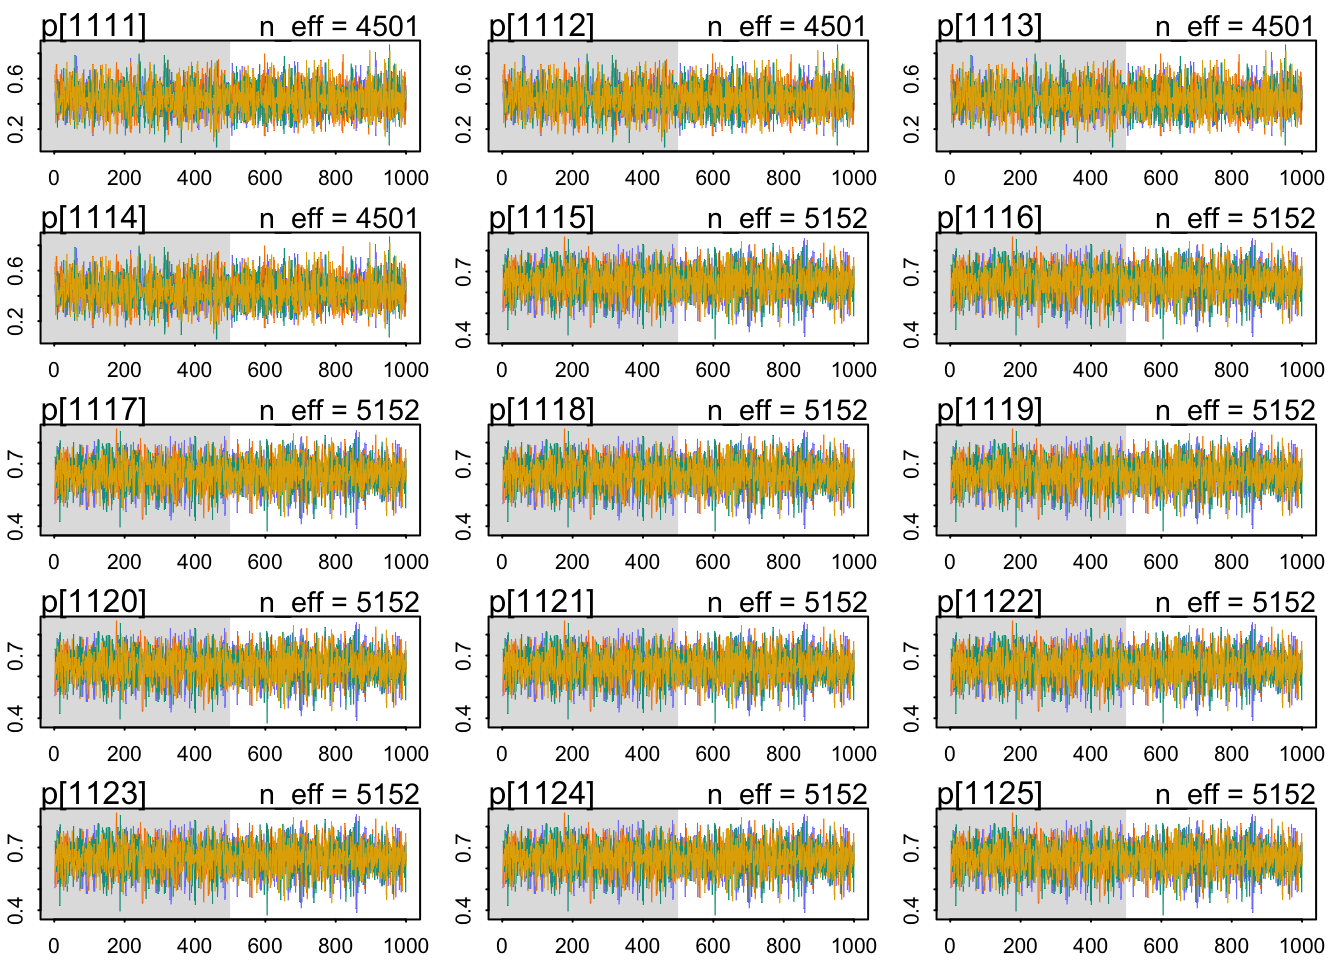 p[1111] n_eff = 4501 p[1112] n_eff = 4501 p[1113] n_eff = 4501
0.6 0.6 0.6
0.2 0.2 0.2
0 200 400 600 800 1000 0 200 400 600 800 1000 0 200 400 600 800 1000
p[1114] n_eff = 4501 p[1115] n_eff = 5152 p[1116] n_eff = 5152
0.6 0.7 0.7
0.2 0.4 0.4
0 200 400 600 800 1000 0 200 400 600 800 1000 0 200 400 600 800 1000
p[1117] n_eff = 5152 p[1118] n_eff = 5152 p[1119] n_eff = 5152
0.7 0.7 0.7
0.4 0.4 0.4
0 200 400 600 800 1000 0 200 400 600 800 1000 0 200 400 600 800 1000
p[1120] n_eff = 5152 p[1121] n_eff = 5152 p[1122] n_eff = 5152
0.7 0.7 0.7
0.4 0.4 0.4
0 200 400 600 800 1000 0 200 400 600 800 1000 0 200 400 600 800 1000
p[1123] n_eff = 5152 p[1124] n_eff = 5152 p[1125] n_eff = 5152
0.7 0.7 0.7
0.4 0.4 0.4
0 200 400 600 800 1000 0 200 400 600 800 1000 0 200 400 600 800 1000